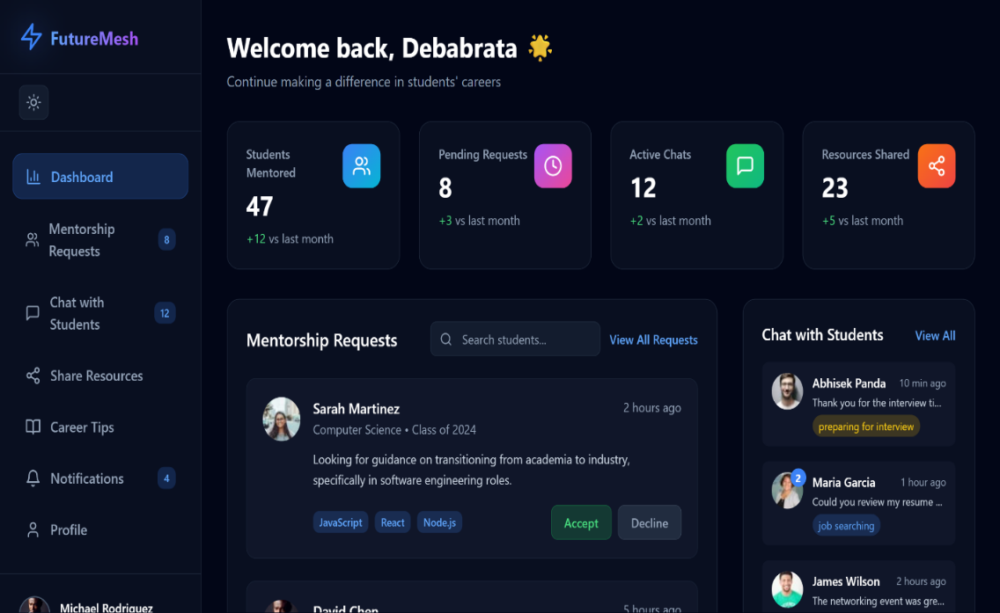 FutureMesh
Dashboard
Mentorship
Requests
8
Chat with
Students
12
Share Resources
Career Tips
Notifications
4
Profile
Michael Rodriguez
Welcome back, Debabrata
Continue making a difference in students' careers
Students
Mentored
47
+12 vs last month
Pending Requests
8
+3 vs last month
Active Chats
12
+2 vs last month
Resources Shared
23
+5 vs last month
Mentorship Requests
Search students...
View All Requests
Sarah Martinez
2 hours ago
Computer Science • Class of 2024
Looking for guidance on transitioning from academia to industry,
specifically in software engineering roles.
JavaScript
React
Node.js
Accept
Decline
David Chen
5 hours ago
Chat with Students
View All
Abhisek Panda
10 min ago
Thank you for the interview ti...
preparing for interview
2
Maria Garcia
1 hour ago
Could you review my resume ...
job searching
James Wilson
2 hours ago
The networking event was gre...